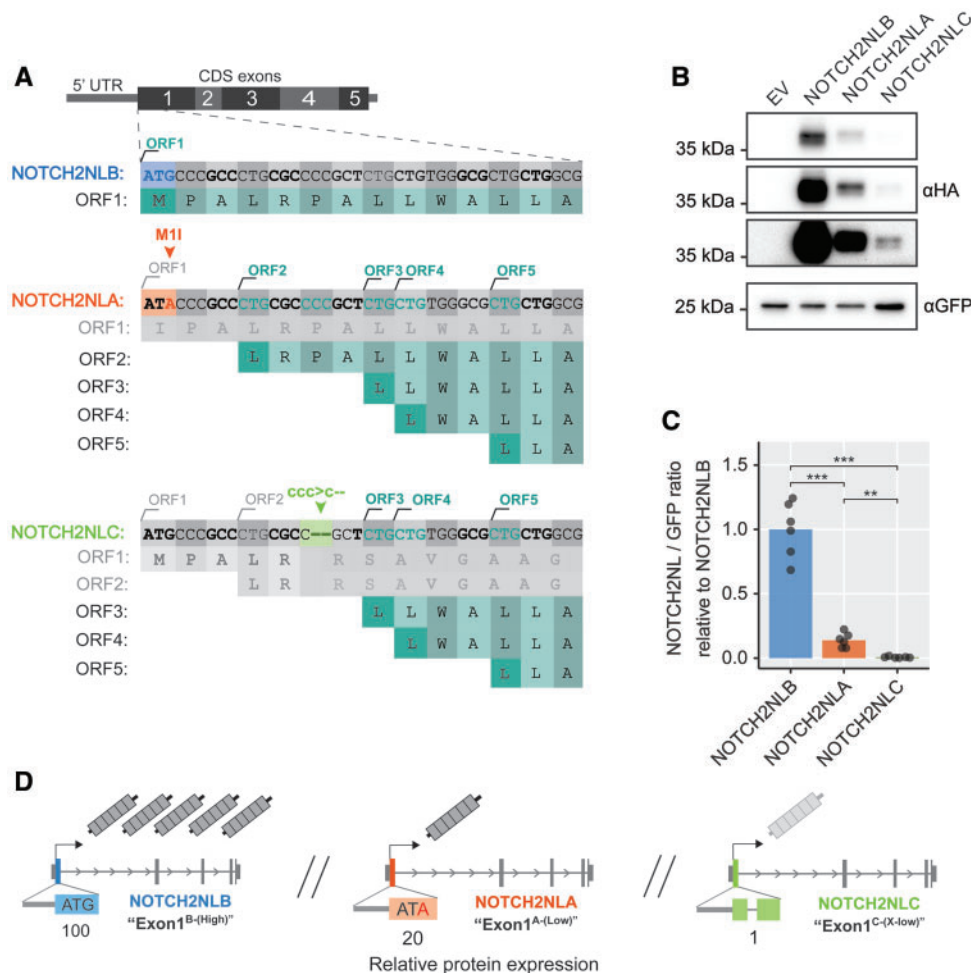 A
5' UTR
CDS exons
1 2 3 4 5
ORF1
NOTCH2NLB: ATGCCCGCCCTGCGCCCCGCTCTGCTGTGGGCGCTGCTGGCG
ORF1: M P A L R P A L L W A L L A
M1I
ORF1 ORF2 ORF3 ORF4 ORF5
NOTCH2NLA: ATACCCGCCCTGCGCCCCGCTCTGCTGTGGGCGCTGCTGGCG
ORF1: I P A L R P A L L W A L L A
ORF2: L R P A L L W A L L A
ORF3: L L W A L L A
ORF4: L W A L L A
ORF5: L L A
CCC>C--
ORF1 ORF2 ORF3 ORF4 ORF5
NOTCH2NLC: ATGCCCGCCCTGCGCC--GCTCTGCTGTGGGCGCTGCTGGCG
ORF1: M P A L R R S A V G A A G
ORF2: L R R S A V G A A G
ORF3: L L W A L L A
ORF4: L W A L L A
ORF5: L L A
B
EV NOTCH2NLB NOTCH2NLA NOTCH2NLC
35 kDa
35 kDa αHA
35 kDa
25 kDa αGFP
C
NOTCH2NL / GFP ratio
relative to NOTCH2NLB
1.5
1.0
0.5
0.0
***
*** **
NOTCH2NLB NOTCH2NLA NOTCH2NLC
D
ATG NOTCH2NLB
"Exon1B-(High)"
100
ATA NOTCH2NLA
"Exon1A-(Low)"
20
NOTCH2NLC
"Exon1C-(X-low)"
1
Relative protein expression